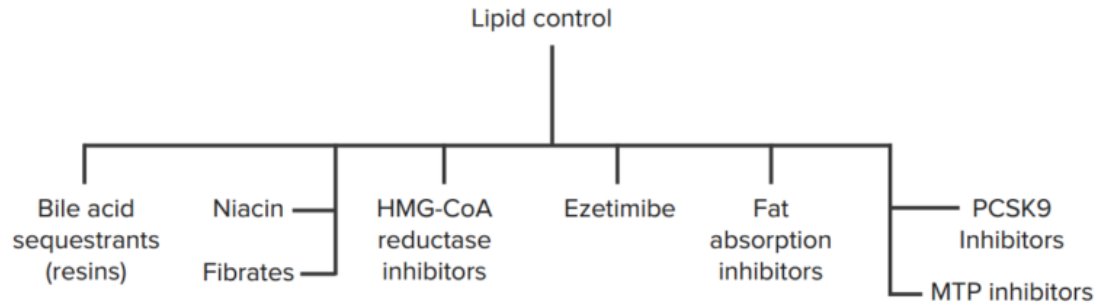 Lipid control
Bile acid
sequestrants
(resins)
Niacin
Fibrates
HMG-CoA
reductase
inhibitors
Ezetimibe
Fat
absorption
inhibitors
PCSK9
Inhibitors
MTP inhibitors